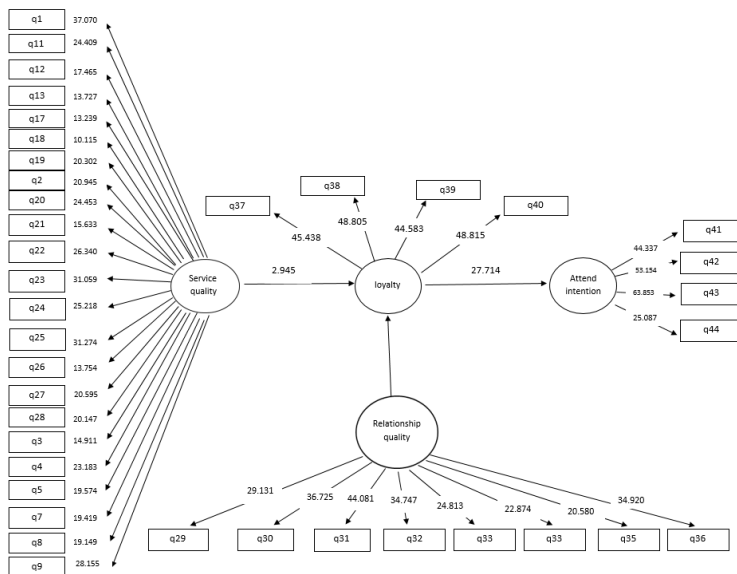 q1 37.070
q11 24.409
q12 17.465
q13 13.727
q17 13.239
q18 10.115
q19 20.302
q2 20.945
q20 24.453
q21 15.633
q22 26.340
q23 31.059
q24 25.218
q25 31.274
q26 13.754
q27 20.595
q28 20.147
q3 14.911
q4 23.183
q5 19.574
q7 19.419
q8 19.149
q9 28.155
Service
quality
2.945
q37
q38
q39
q40
45.438
48.805
44.583
48.815
loyalty
27.714
Attend
intention
44.337
53.154
63.853
25.087
q41
q42
q43
q44
Relationship
quality
29.131
36.725
44.081
34.747
24.813
22.874
20.580
34.920
q29
q30
q31
q32
q33
q33
q35
q36